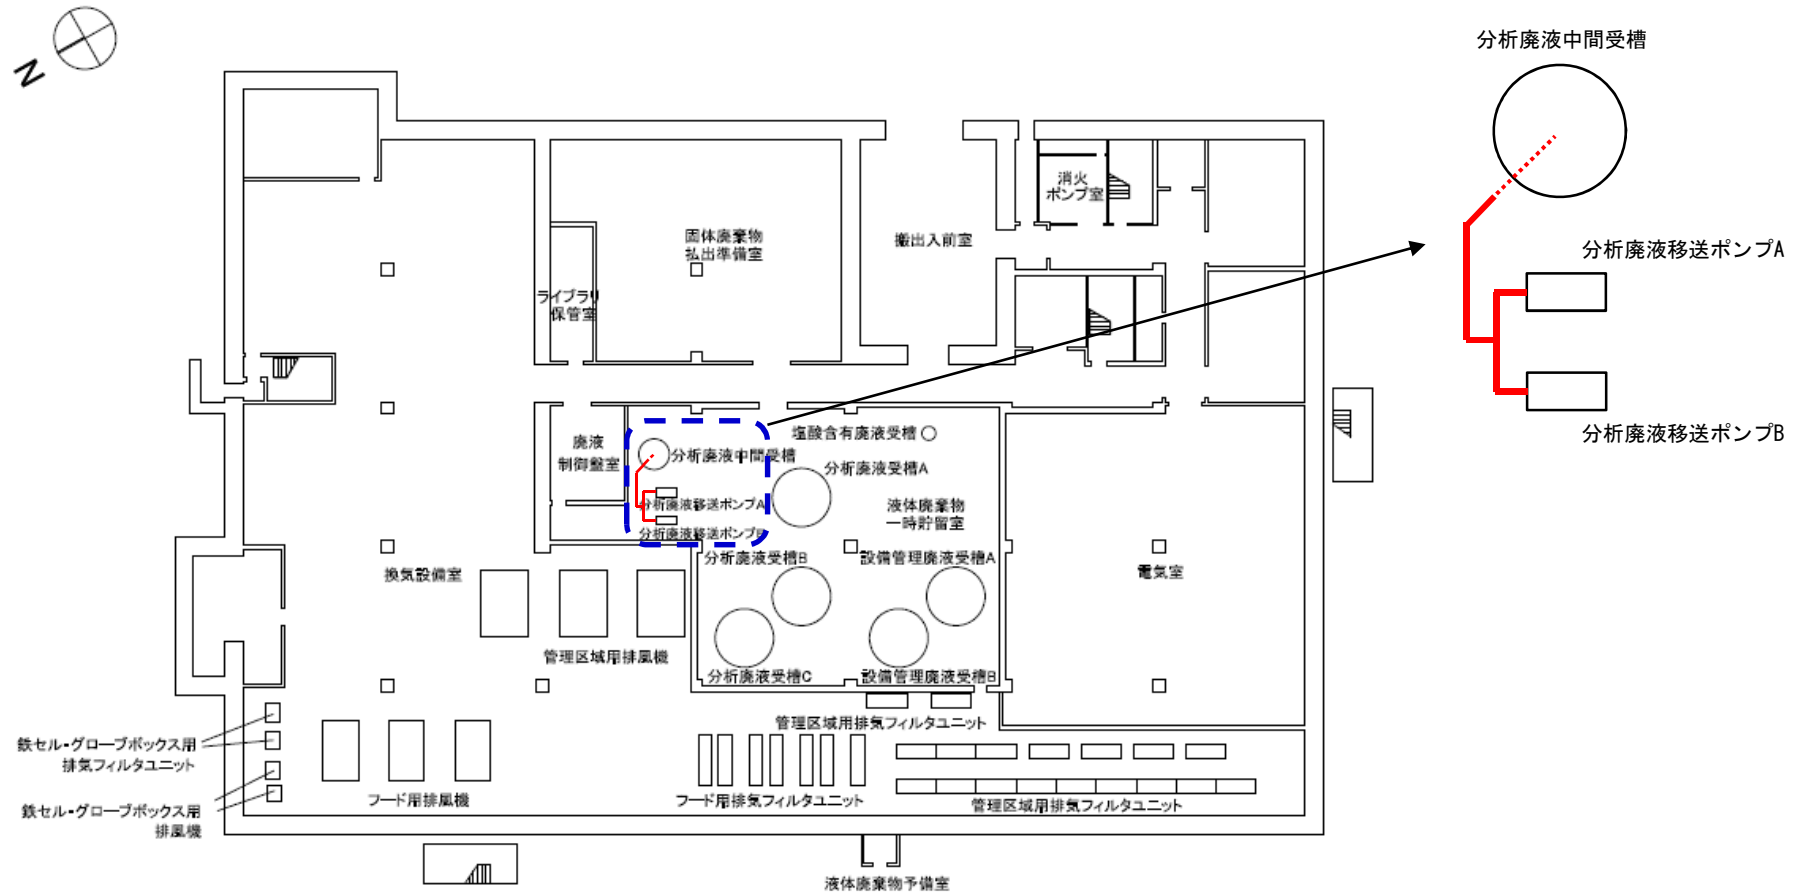 N
分析廃液中間受槽
消火
ポンプ室
固体廃棄物
払出準備室
搬出入前室
分析廃液移送ポンプA
ライブラリ
保管室
分析廃液移送ポンプB
塩酸含有廃液受槽
廃液
制御盤室
分析廃液中間受槽
分析廃液受槽A
分析廃液移送ポンプA
液体廃棄物
一時貯留室
分析廃液移送ポンプB
分析廃液受槽B
設備管理廃液受槽A
換気設備室
電気室
管理区域用排風機
分析廃液受槽C
設備管理廃液受槽B
管理区域用排気フィルタユニット
鉄セル・グローブボックス用
排気フィルタユニット
フード用排風機
フード用排気フィルタユニット
管理区域用排気フィルタユニット
鉄セル・グローブボックス用
排風機
液体廃棄物予備室